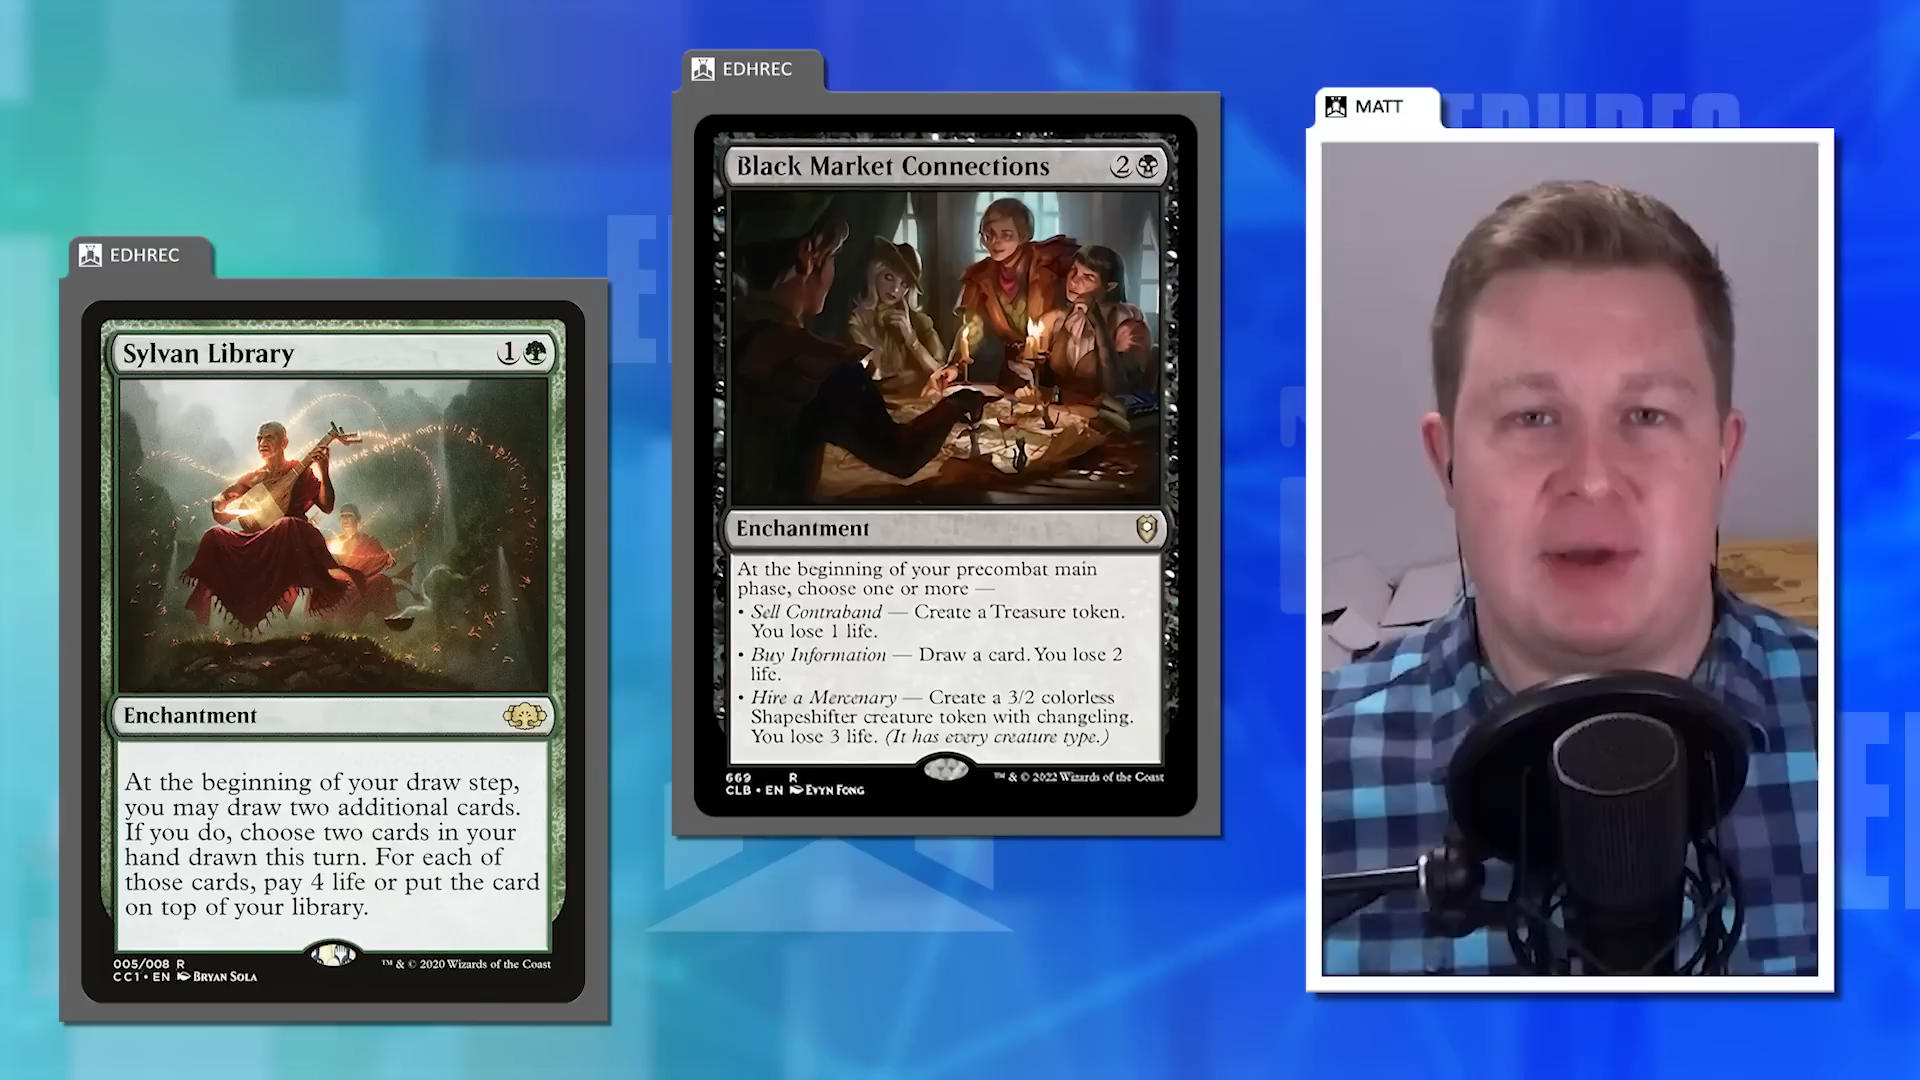 EDHREC
Sylvan Library 1
Enchantment
At the beginning of your draw step,
you may draw two additional cards.
If you do, choose two cards in your
hand drawn this turn. For each of
those cards, pay 4 life or put the card
on top of your library.
005/008 R
CC1 • EN BRYAN SOLA
™ & © 2020 Wizards of the Coast
EDHREC
Black Market Connections 2
Enchantment
At the beginning of your precombat main
phase, choose one or more —
• Sell Contraband — Create a Treasure token.
You lose 1 life.
• Buy Information — Draw a card. You lose 2
life.
• Hire a Mercenary — Create a 3/2 colorless
Shapeshifter creature token with changeling.
You lose 3 life. (It has every creature type.)
669 R
CLB • EN EVYN FONG
™ & © 2022 Wizards of the Coast
MATT